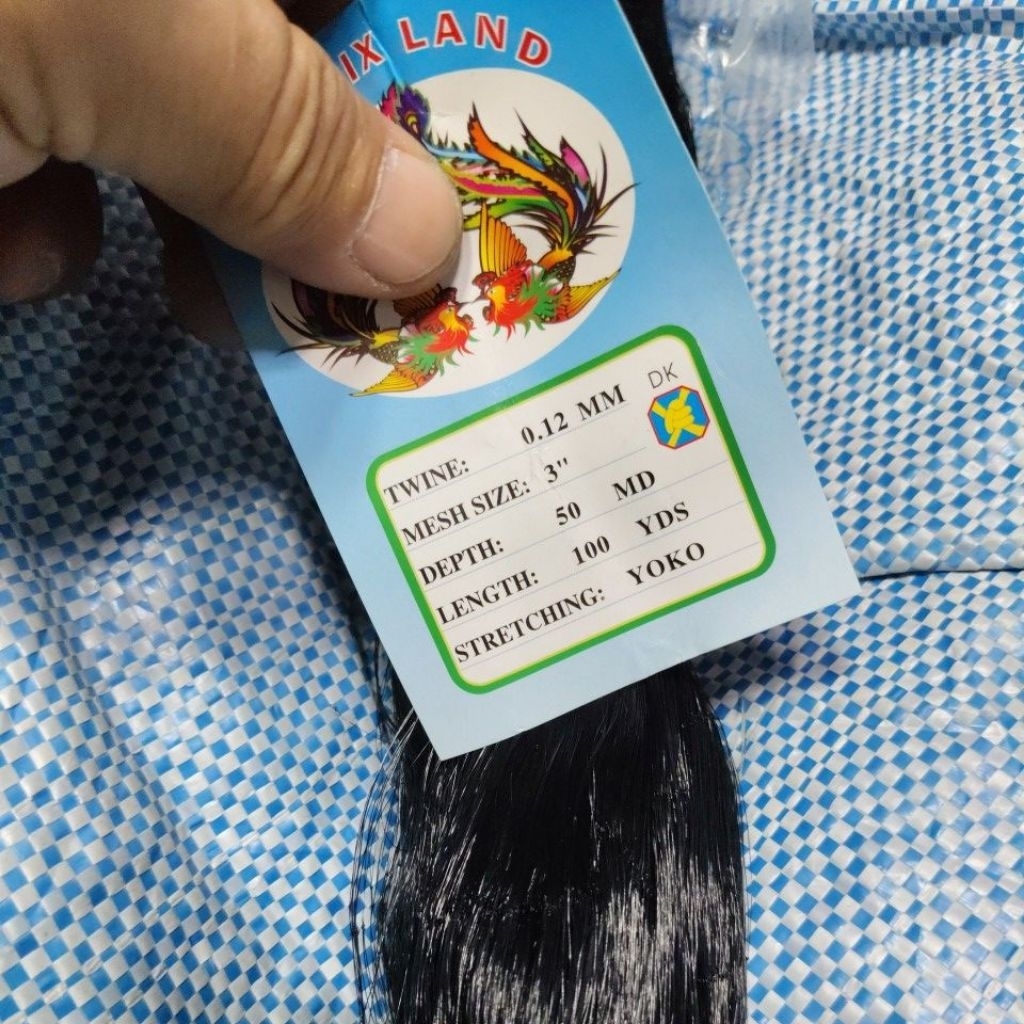 IX LAND
DK
TWINE: 0.12 MM
MESH SIZE: 3"
DEPTH: 50 MD
LENGTH: 100 YDS
STRETCHING: YOKO